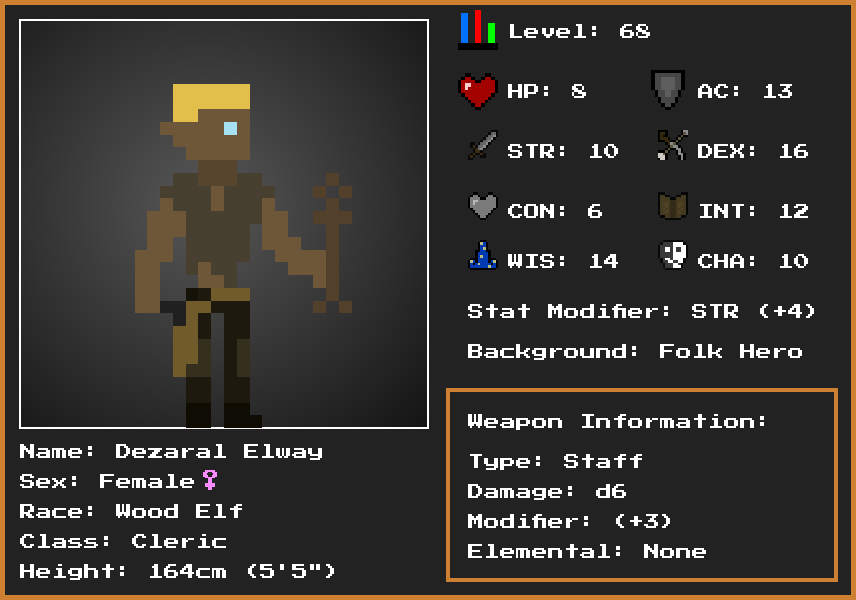 Level: 68
HP: 8 AC: 13
STR: 10 DEX: 16
CON: 6 INT: 12
WIS: 14 CHA: 10
Stat Modifier: STR (+4)
Background: Folk Hero
Weapon Information:
Type: Staff
Damage: d6
Modifier: (+3)
Elemental: None
Name: Dezaral Elway
Sex: Female♀
Race: Wood Elf
Class: Cleric
Height: 164cm (5'5")